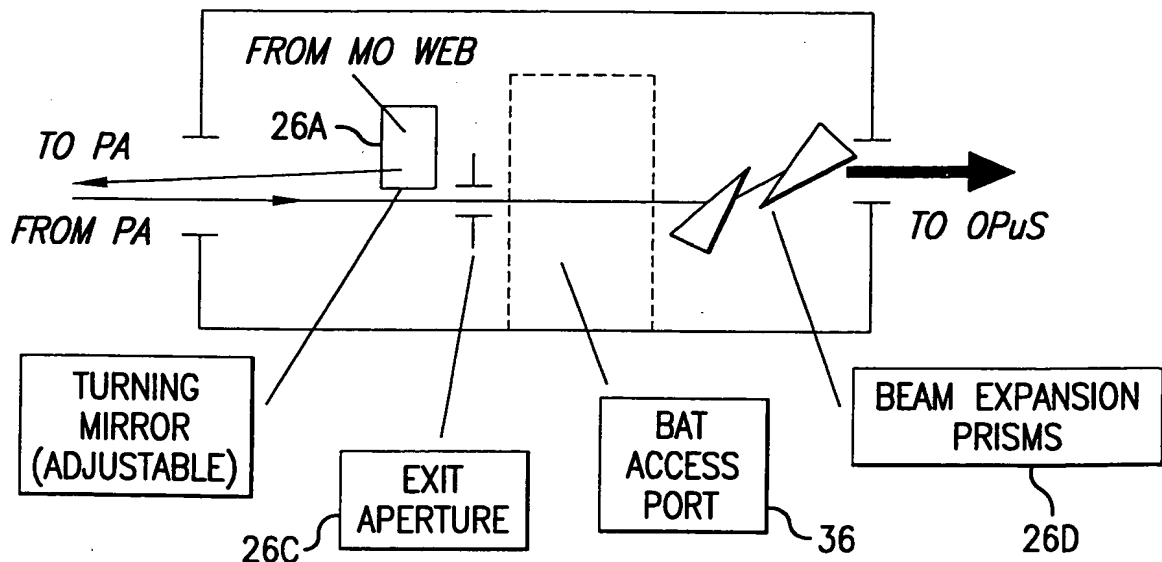 FROM MO WEB
26A
TO PA
FROM PA
TO OPuS
TURNING
MIRROR
(ADJUSTABLE)
EXIT
APERTURE
26C
BAT
ACCESS
PORT
36
BEAM EXPANSION
PRISMS
26D